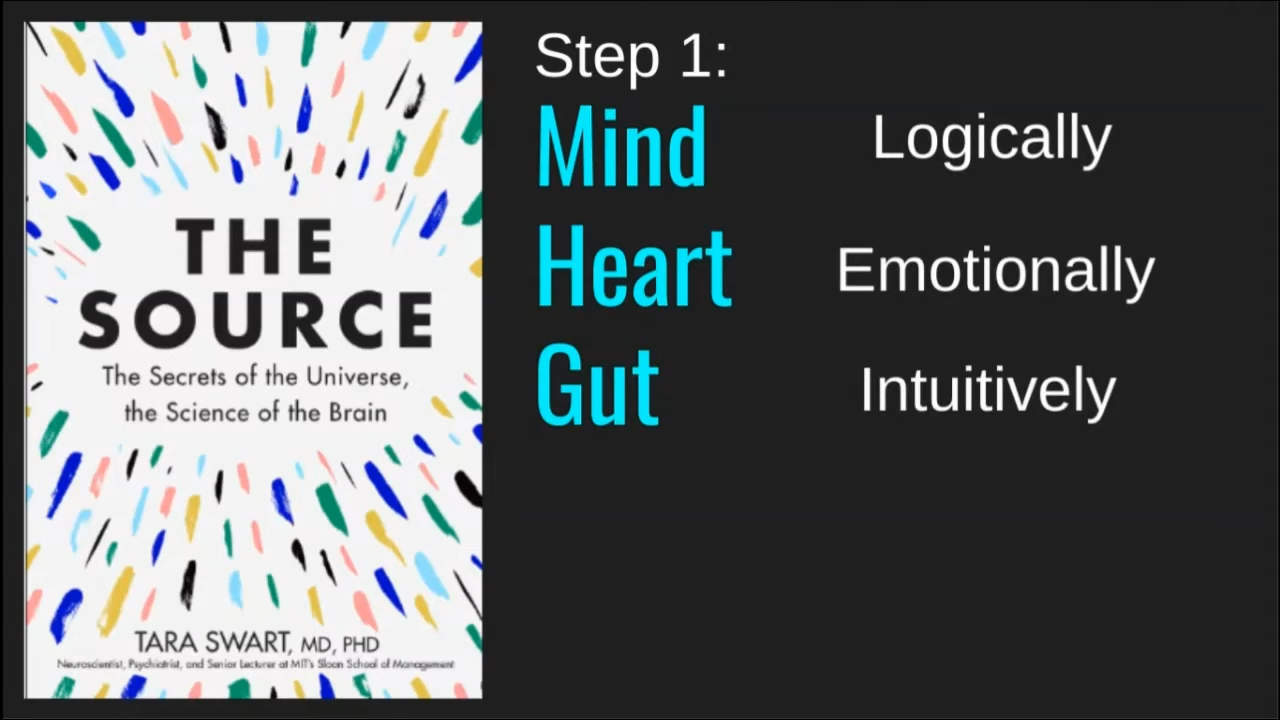 THE
SOURCE
The Secrets of the Universe,
the Science of the Brain
TARA SWART, MD, PHD
Neuroscientist, Psychiatrist, and Senior Lecturer at MIT's Sloan School of Management
Step 1:
Mind Logically
Heart Emotionally
Gut Intuitively